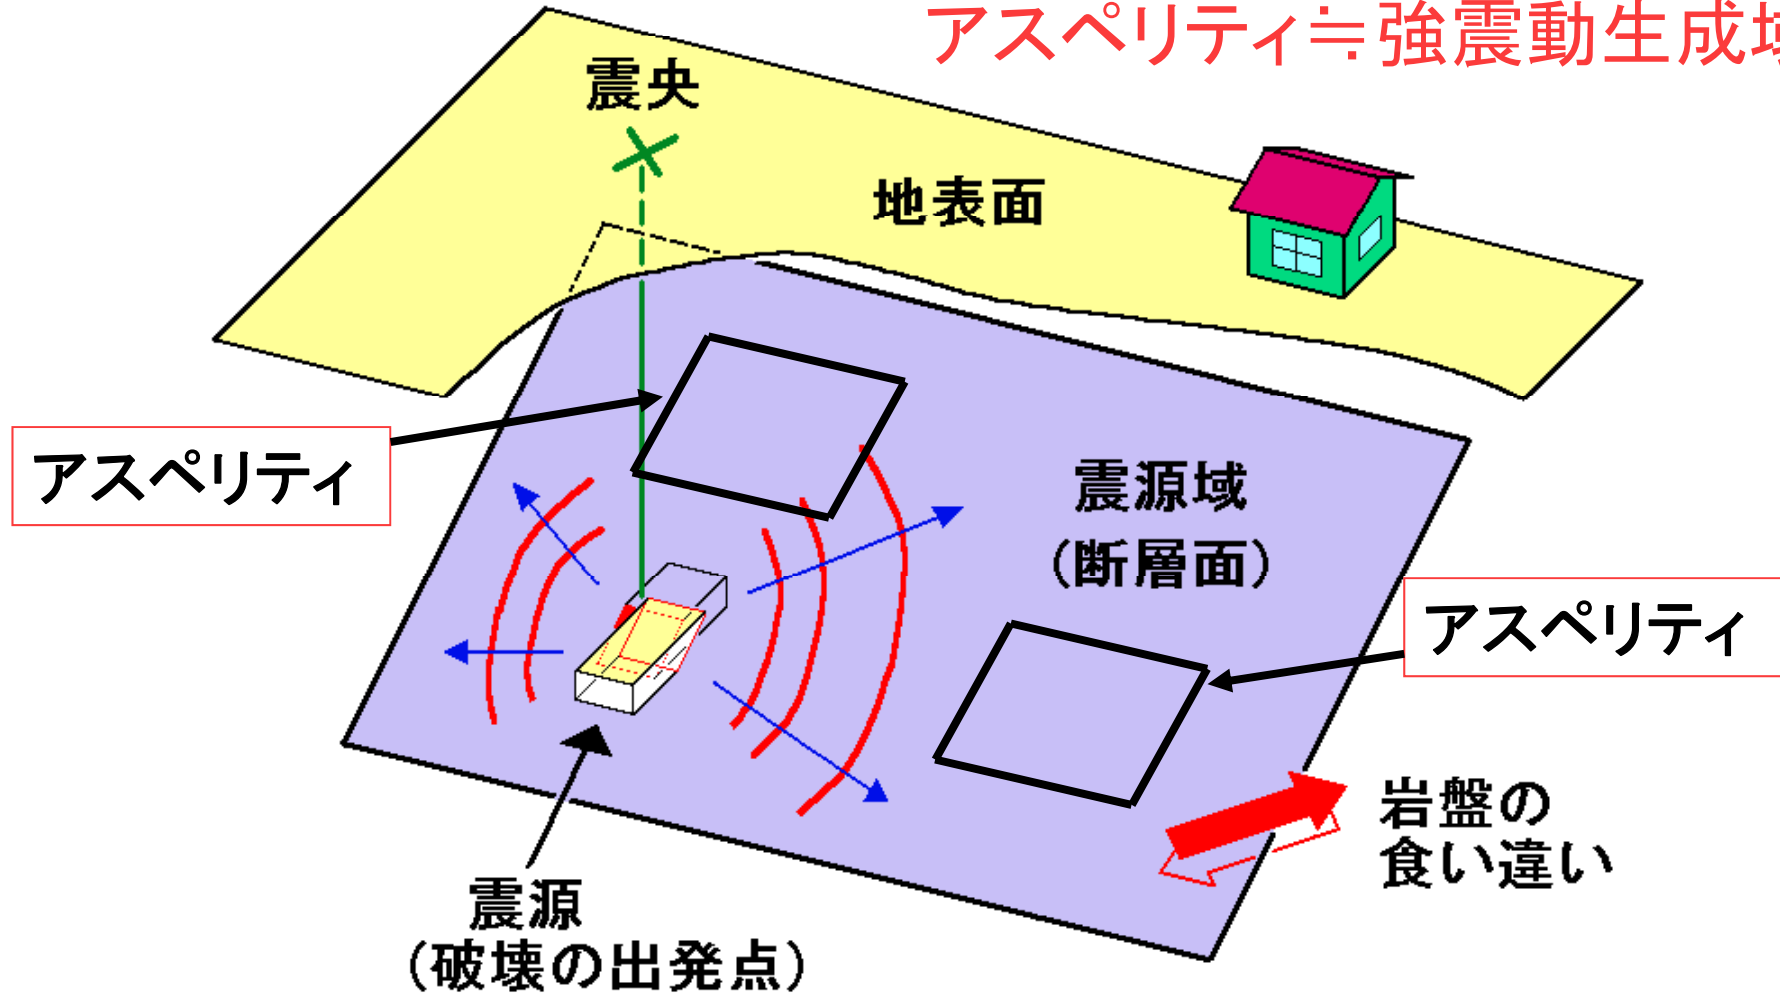 アスペリティ≒強震動生成域
震央
地表面
アスペリティ
震源域
(断層面)
アスペリティ
岩盤の
食い違い
震源
(破壊の出発点)